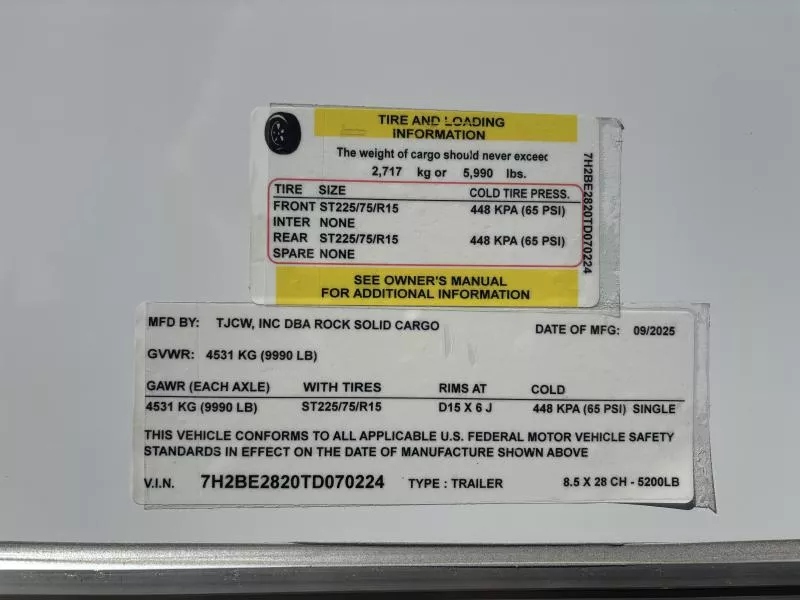 TIRE AND LOADING
INFORMATION
The weight of cargo should never exceed
2,717 kg or 5,990 lbs.
TIRE SIZE COLD TIRE PRESS.
FRONT ST225/75/R15 448 KPA (65 PSI)
INTER NONE
REAR ST225/75/R15 448 KPA (65 PSI)
SPARE NONE
SEE OWNER'S MANUAL
FOR ADDITIONAL INFORMATION
7H2BE2820TD070224
MFD BY: TJCW, INC DBA ROCK SOLID CARGO DATE OF MFG: 09/2025
GVWR: 4531 KG (9990 LB)
GAWR (EACH AXLE) WITH TIRES RIMS AT COLD
4531 KG (9990 LB) ST225/75/R15 D15 X 6 J 448 KPA (65 PSI) SINGLE
THIS VEHICLE CONFORMS TO ALL APPLICABLE U.S. FEDERAL MOTOR VEHICLE SAFETY
STANDARDS IN EFFECT ON THE DATE OF MANUFACTURE SHOWN ABOVE
V.I.N. 7H2BE2820TD070224 TYPE : TRAILER 8.5 X 28 CH - 5200LB